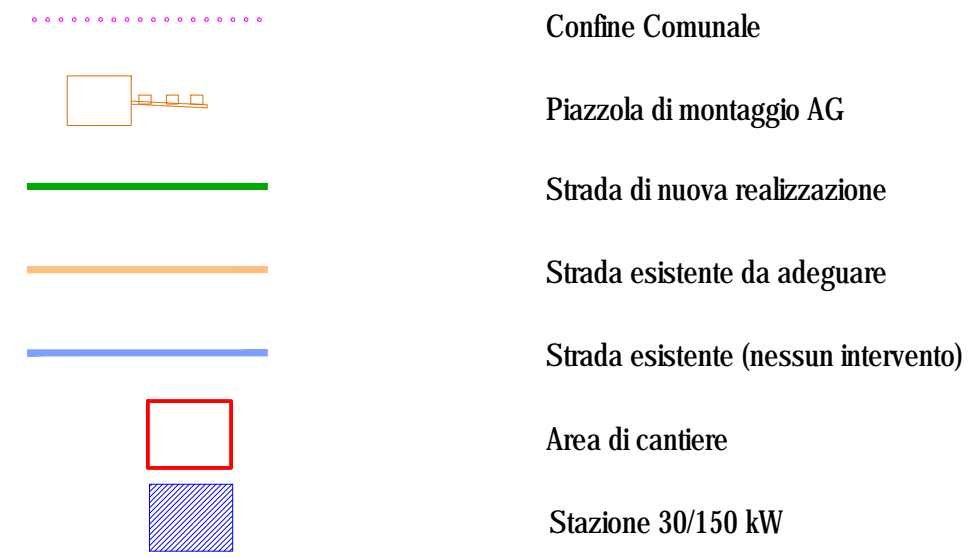 Confine Comunale
Piazzola di montaggio AG
Strada di nuova realizzazione
Strada esistente da adeguare
Strada esistente (nessun intervento)
Area di cantiere
Stazione 30/150 kW